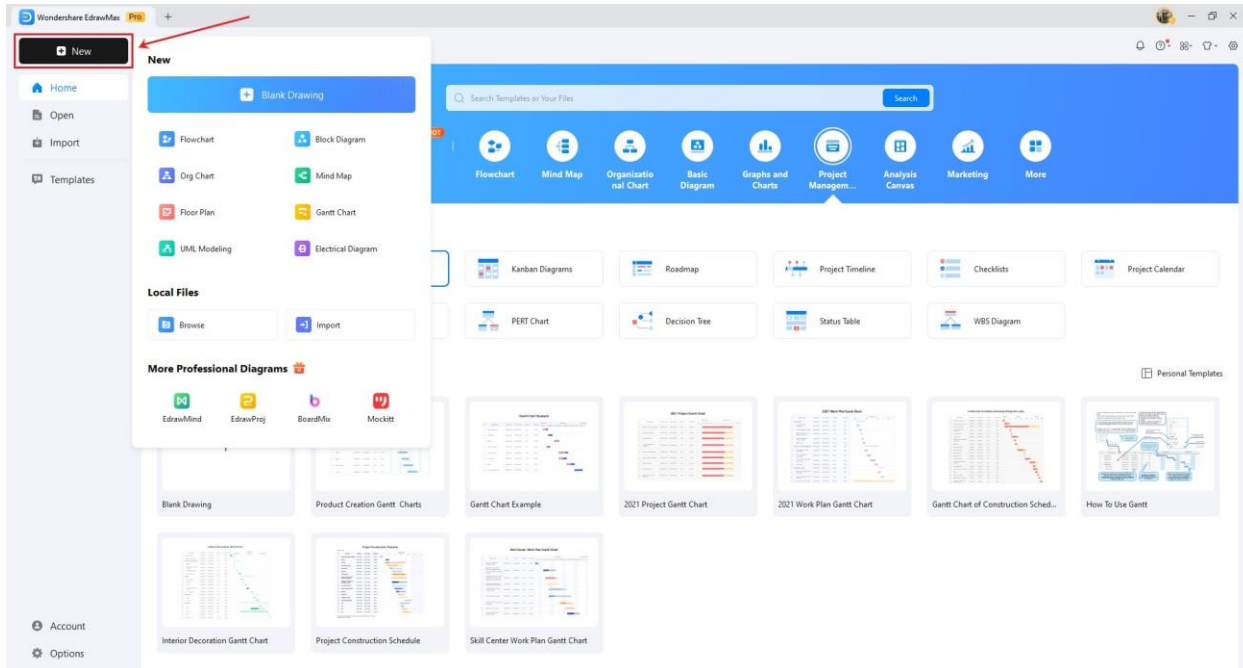 Wondershare EdrawMax Pro
New
Home
Open
Import
Templates
Account
Options
New
Blank Drawing
Flowchart
Block Diagram
Org Chart
Mind Map
Floor Plan
Gantt Chart
UML Modeling
Electrical Diagram
Local Files
Browse
Import
More Professional Diagrams
EdrawMind
EdrawProj
BoardMix
Mockitt
Search Templates or Your Files
Search
Flowchart
Mind Map
Organizatio
nal Chart
Basic
Diagram
Graphs and
Charts
Project
Managem...
Analysis
Canvas
Marketing
More
Kanban Diagrams
Roadmap
Project Timeline
Checklists
Project Calendar
PERT Chart
Decision Tree
Status Table
WBS Diagram
Personal Templates
Blank Drawing
Product Creation Gantt Charts
Gantt Chart Example
2021 Project Gantt Chart
2021 Work Plan Gantt Chart
Gantt Chart of Construction Sched...
How To Use Gantt
Interior Decoration Gantt Chart
Project Construction Schedule
Skill Center Work Plan Gantt Chart